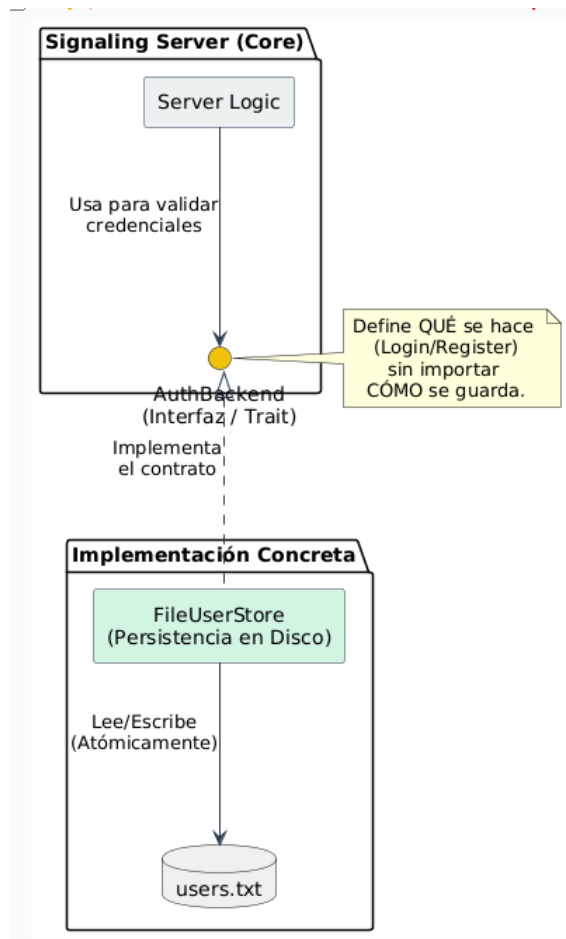 Signaling Server (Core)
Server Logic
Usa para validar
credenciales
Define QUÉ se hace
(Login/Register)
sin importar
CÓMO se guarda.
AuthBackend
(Interfaz / Trait)
Implementa
el contrato
Implementación Concreta
FileUserStore
(Persistencia en Disco)
Lee/Escribe
(Atómicamente)
users.txt